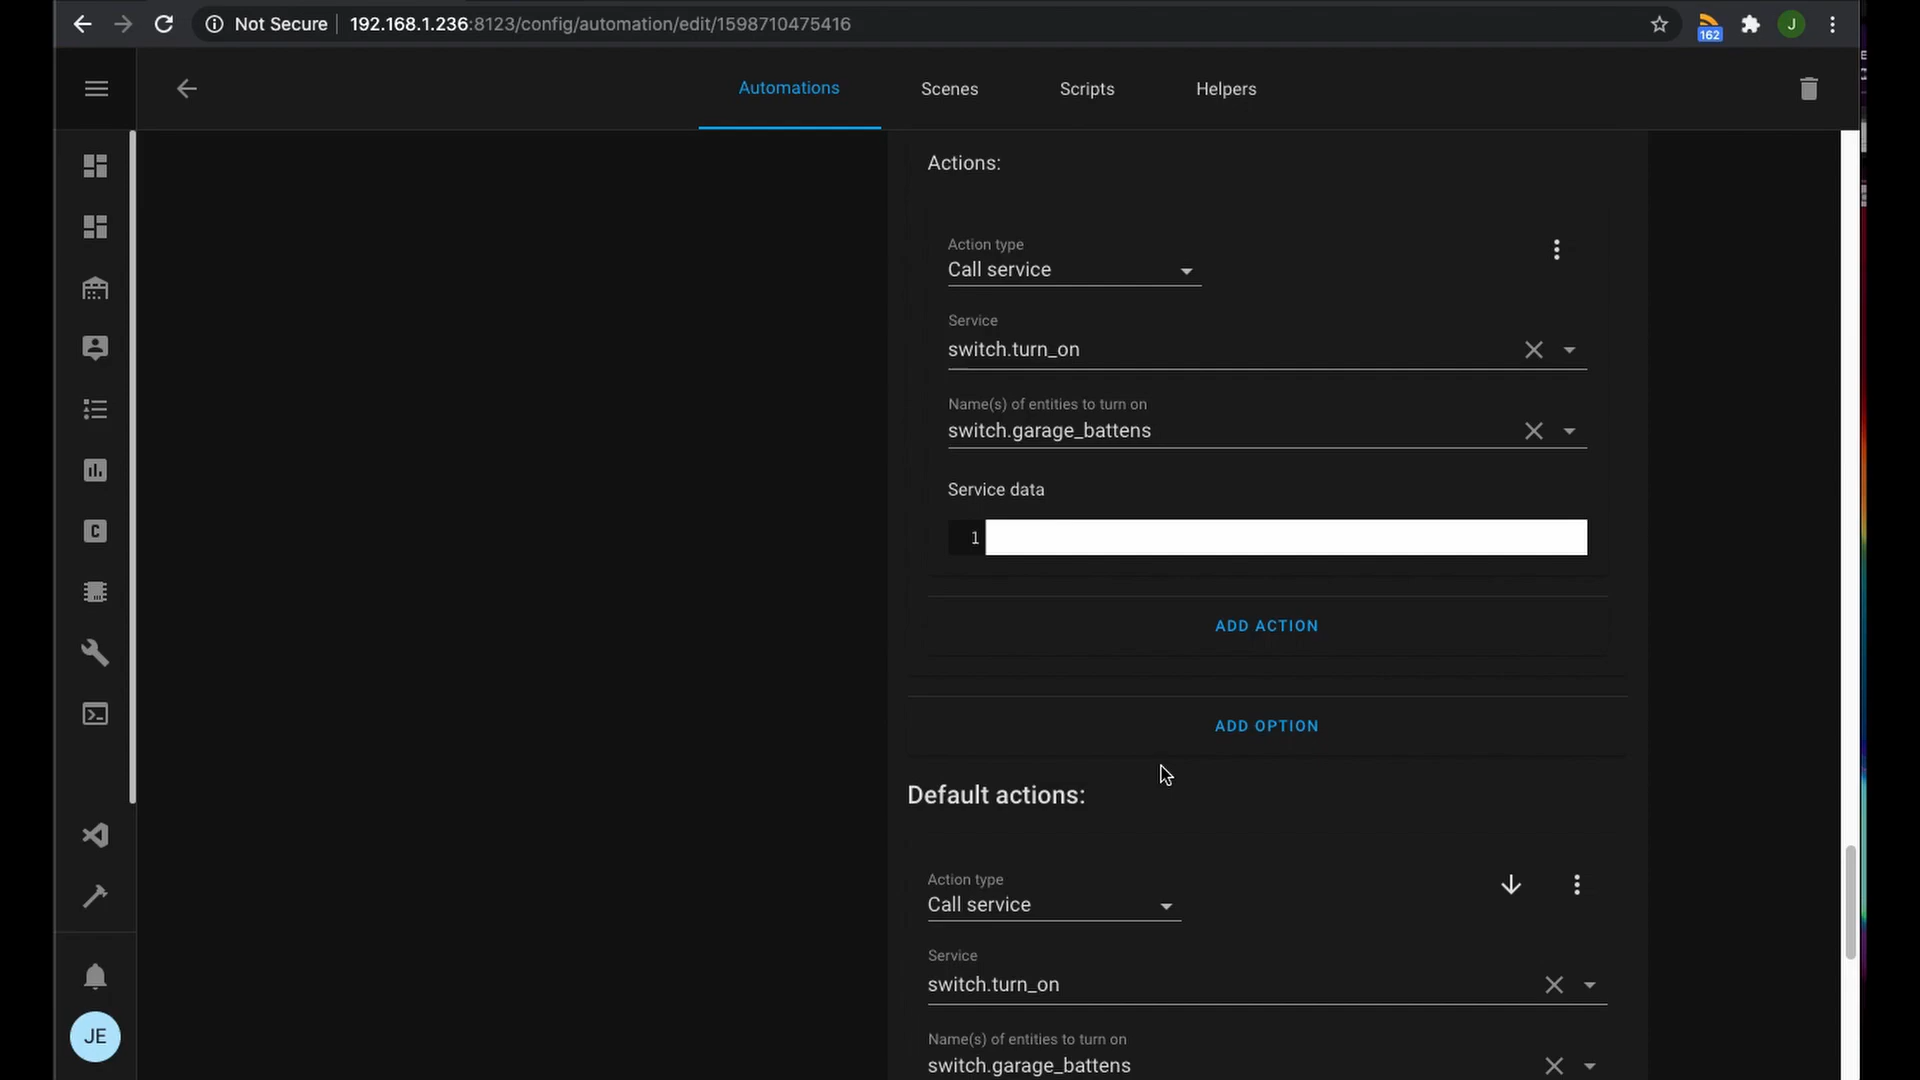 Not Secure
192.168.1.236:8123/config/automation/edit/1598710475416
162
J
Automations
Scenes
Scripts
Helpers
Actions:
Action type
Call service
Service
switch.turn_on
Name(s) of entities to turn on
switch.garage_battens
Service data
1
ADD ACTION
ADD OPTION
Default actions:
Action type
Call service
Service
switch.turn_on
Name(s) of entities to turn on
switch.garage_battens
C
JE